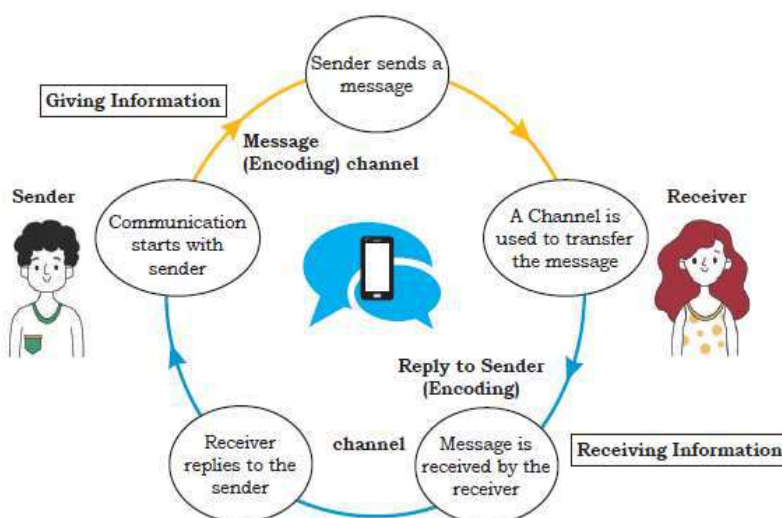 Sender sends a
message
Giving Information
Message
(Encoding) channel
Sender
Receiver
Communication
starts with
sender
A Channel is
used to transfer
the message
Reply to Sender
(Encoding)
Receiver
replies to the
sender
channel
Message is
received by the
receiver
Receiving Information